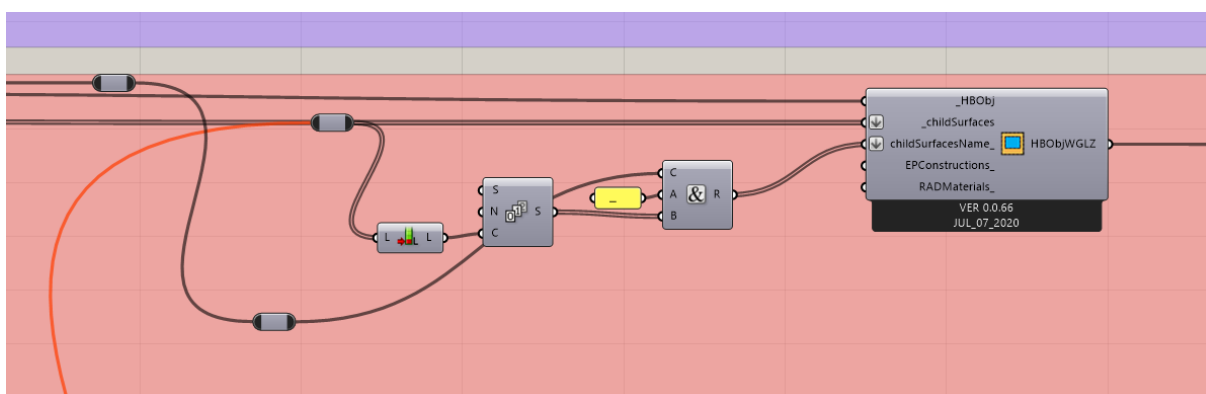 _HBObj
_childSurfaces
childSurfacesName_
HBObjWGLZ
EPConstructions_
RADMaterials_
VER 0.0.66
JUL_07_2020
C
_
A
&
R
B
S
N
S
C
L
L
L